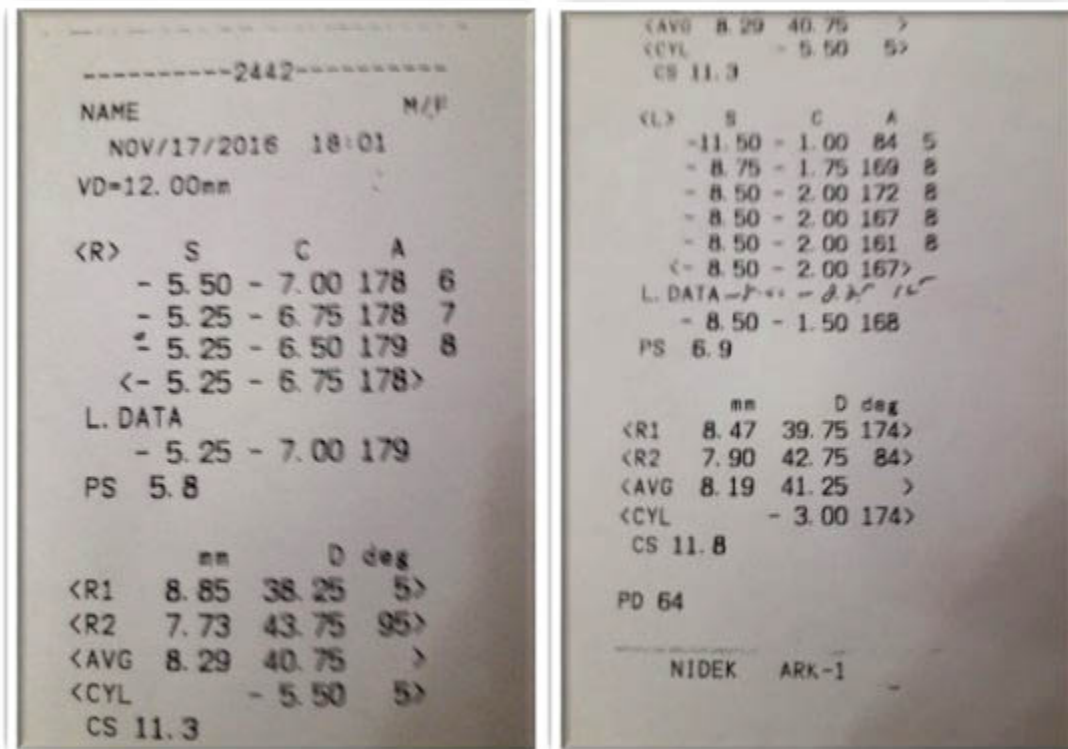 ----------2442----------
NAME M/F
NOV/17/2016 18:01
VD=12.00mm
<R> S C A
- 5.50 - 7.00 178 6
- 5.25 - 6.75 178 7
- 5.25 - 6.50 179 8
<- 5.25 - 6.75 178>
L.DATA
- 5.25 - 7.00 179
PS 5.8
mm D deg
<R1 8.85 38.25 5>
<R2 7.73 43.75 95>
<AVG 8.29 40.75 >
<CYL - 5.50 5>
CS 11.3
<AVG 8.29 40.75 >
<CYL - 5.50 5>
CS 11.3
<L> S C A
-11.50 - 1.00 84 5
- 8.75 - 1.75 169 8
- 8.50 - 2.00 172 8
- 8.50 - 2.00 167 8
- 8.50 - 2.00 161 8
<- 8.50 - 2.00 167>
L.DATA
- 8.50 - 1.50 168
PS 6.9
mm D deg
<R1 8.47 39.75 174>
<R2 7.90 42.75 84>
<AVG 8.19 41.25 >
<CYL - 3.00 174>
CS 11.8
PD 64
NIDEK ARK-1